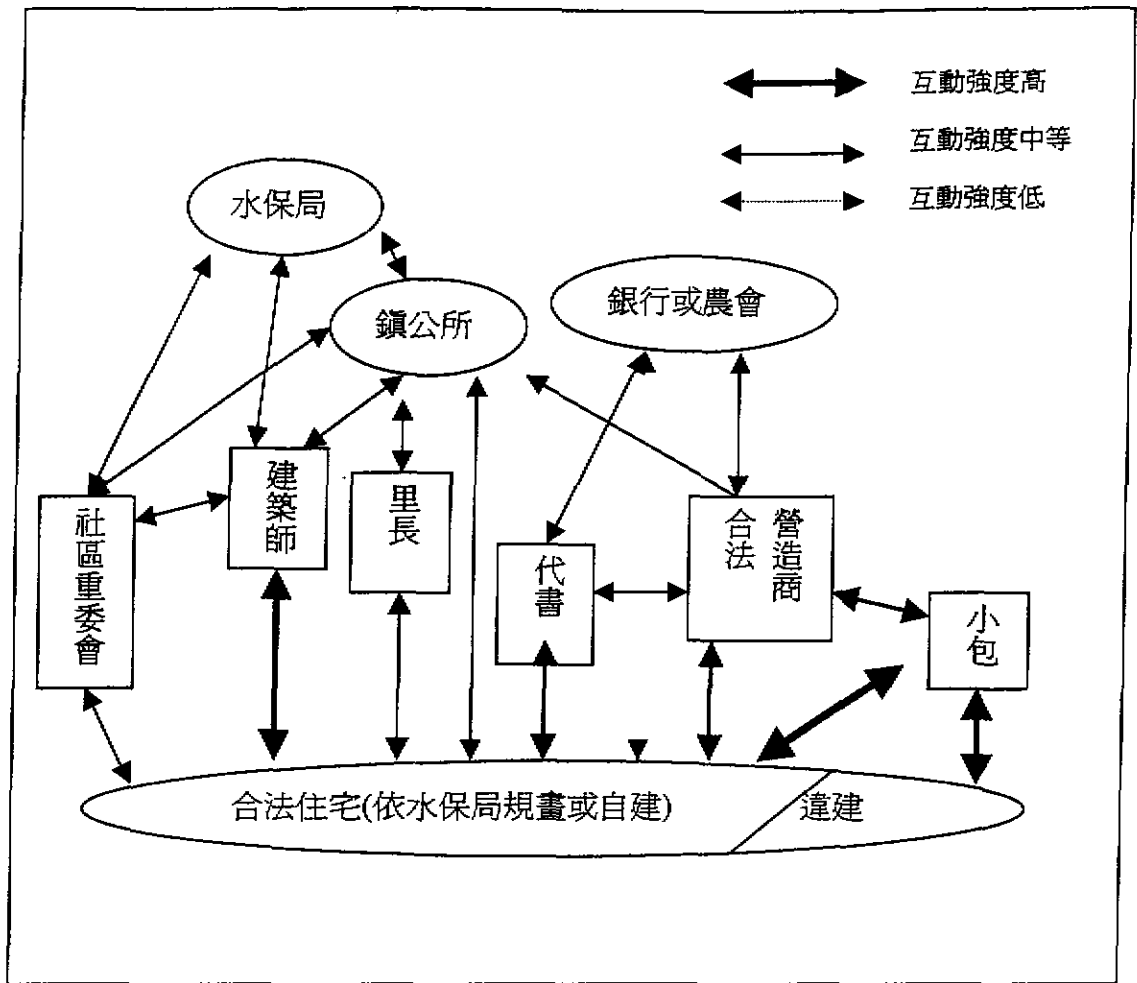 互動強度高
互動強度中等
互動強度低
水保局
鎮公所
銀行或農會
社區重委會
建築師
里長
代書
合法
營造商
小包
合法住宅(依水保局規畫或自建)
違建